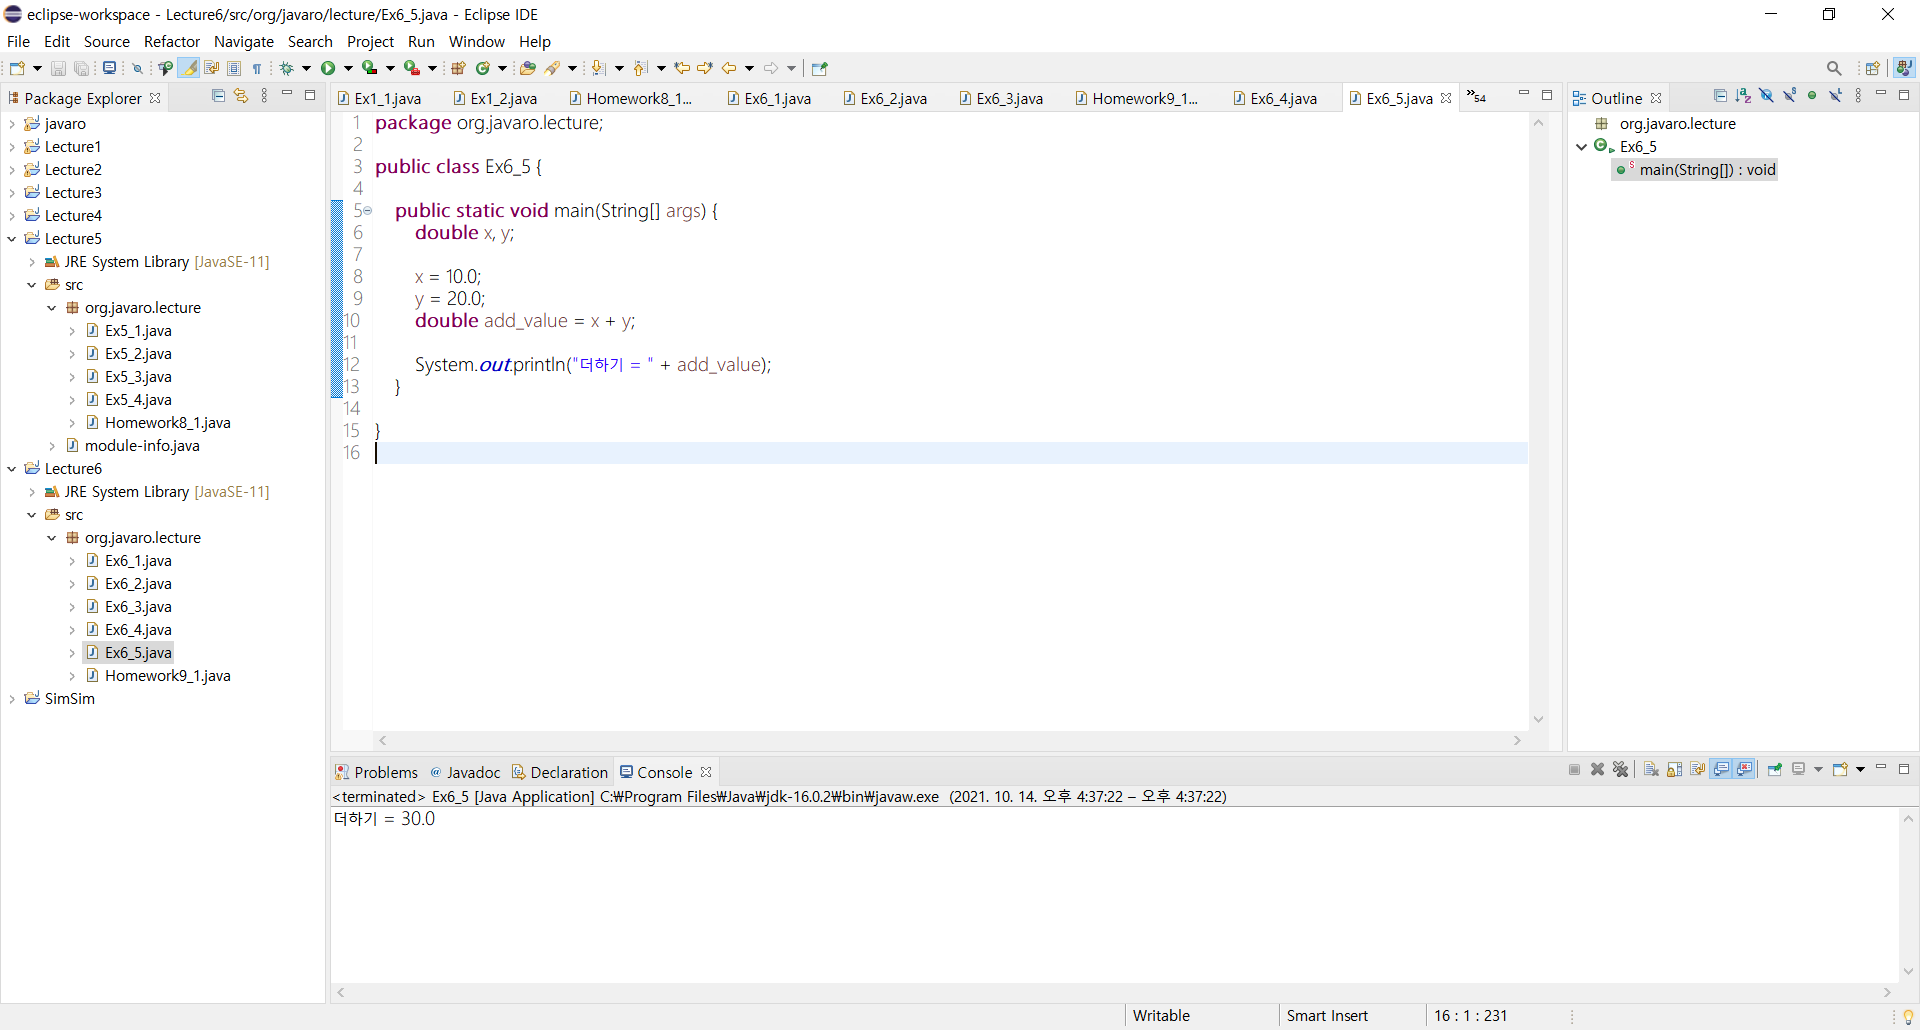 eclipse-workspace - Lecture6/src/org/javaro/lecture/Ex6_5.java - Eclipse IDE
File Edit Source Refactor Navigate Search Project Run Window Help
Package Explorer
javaro
Lecture1
Lecture2
Lecture3
Lecture4
Lecture5
JRE System Library [JavaSE-11]
src
org.javaro.lecture
Ex5_1.java
Ex5_2.java
Ex5_3.java
Ex5_4.java
Homework8_1.java
module-info.java
Lecture6
JRE System Library [JavaSE-11]
src
org.javaro.lecture
Ex6_1.java
Ex6_2.java
Ex6_3.java
Ex6_4.java
Ex6_5.java
Homework9_1.java
SimSim
Ex1_1.java Ex1_2.java Homework8_1... Ex6_1.java Ex6_2.java Ex6_3.java Homework9_1... Ex6_4.java Ex6_5.java »54
1 package org.javaro.lecture;
2
3 public class Ex6_5 {
4
5 public static void main(String[] args) {
6 double x, y;
7
8 x = 10.0;
9 y = 20.0;
10 double add_value = x + y;
11
12 System.out.println("더하기 = " + add_value);
13 }
14
15 }
16
Outline
org.javaro.lecture
Ex6_5
main(String[]) : void
Problems @ Javadoc Declaration Console
<terminated> Ex6_5 [Java Application] C:₩Program Files₩Java₩jdk-16.0.2₩bin₩javaw.exe (2021. 10. 14. 오후 4:37:22 – 오후 4:37:22)
더하기 = 30.0
Writable Smart Insert 16 : 1 : 231